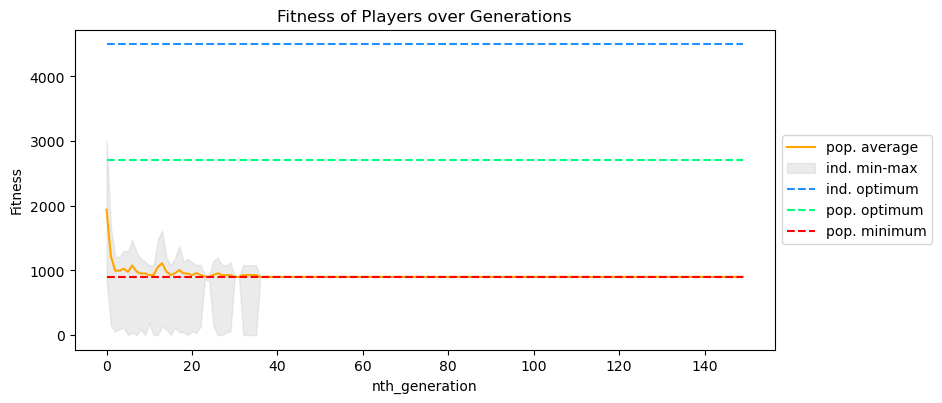 Fitness of Players over Generations
Fitness
4000
3000
2000
1000
0
0
20
40
60
80
100
120
140
nth_generation
pop. average
ind. min-max
ind. optimum
pop. optimum
pop. minimum